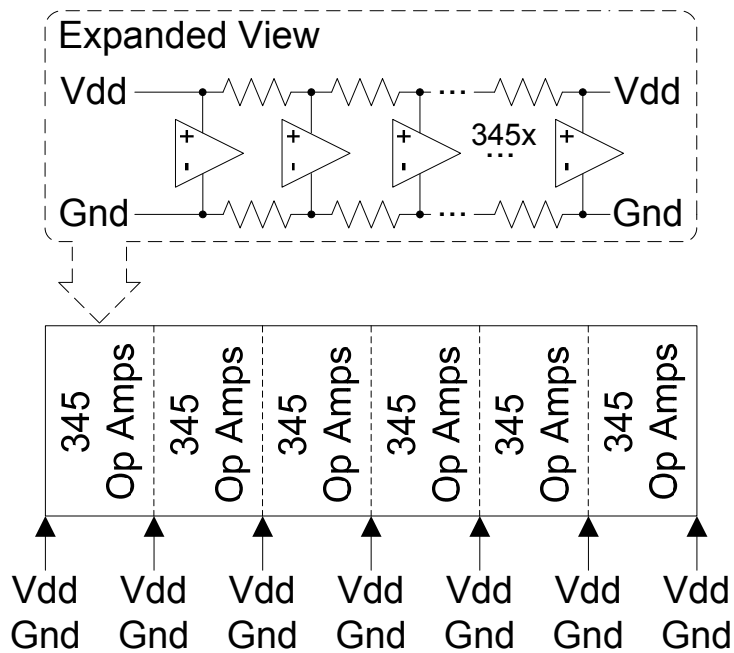 Expanded View
Vdd ... Vdd
+ + + 345x +
- - - ... -
Gnd ... Gnd
345 Op Amps
345 Op Amps
345 Op Amps
345 Op Amps
345 Op Amps
345 Op Amps
Vdd Vdd Vdd Vdd Vdd Vdd Vdd
Gnd Gnd Gnd Gnd Gnd Gnd Gnd